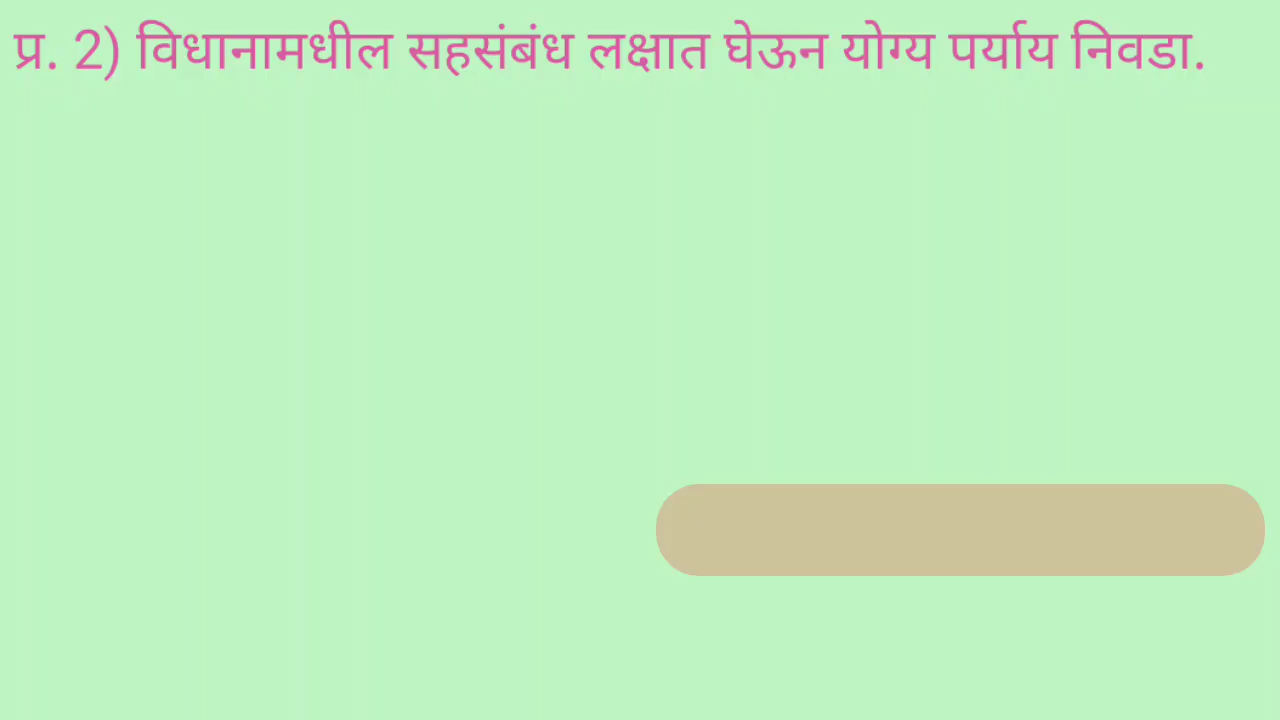 प्र. 2) विधानामधील सहसंबंध लक्षात घेऊन योग्य पर्याय निवडा.